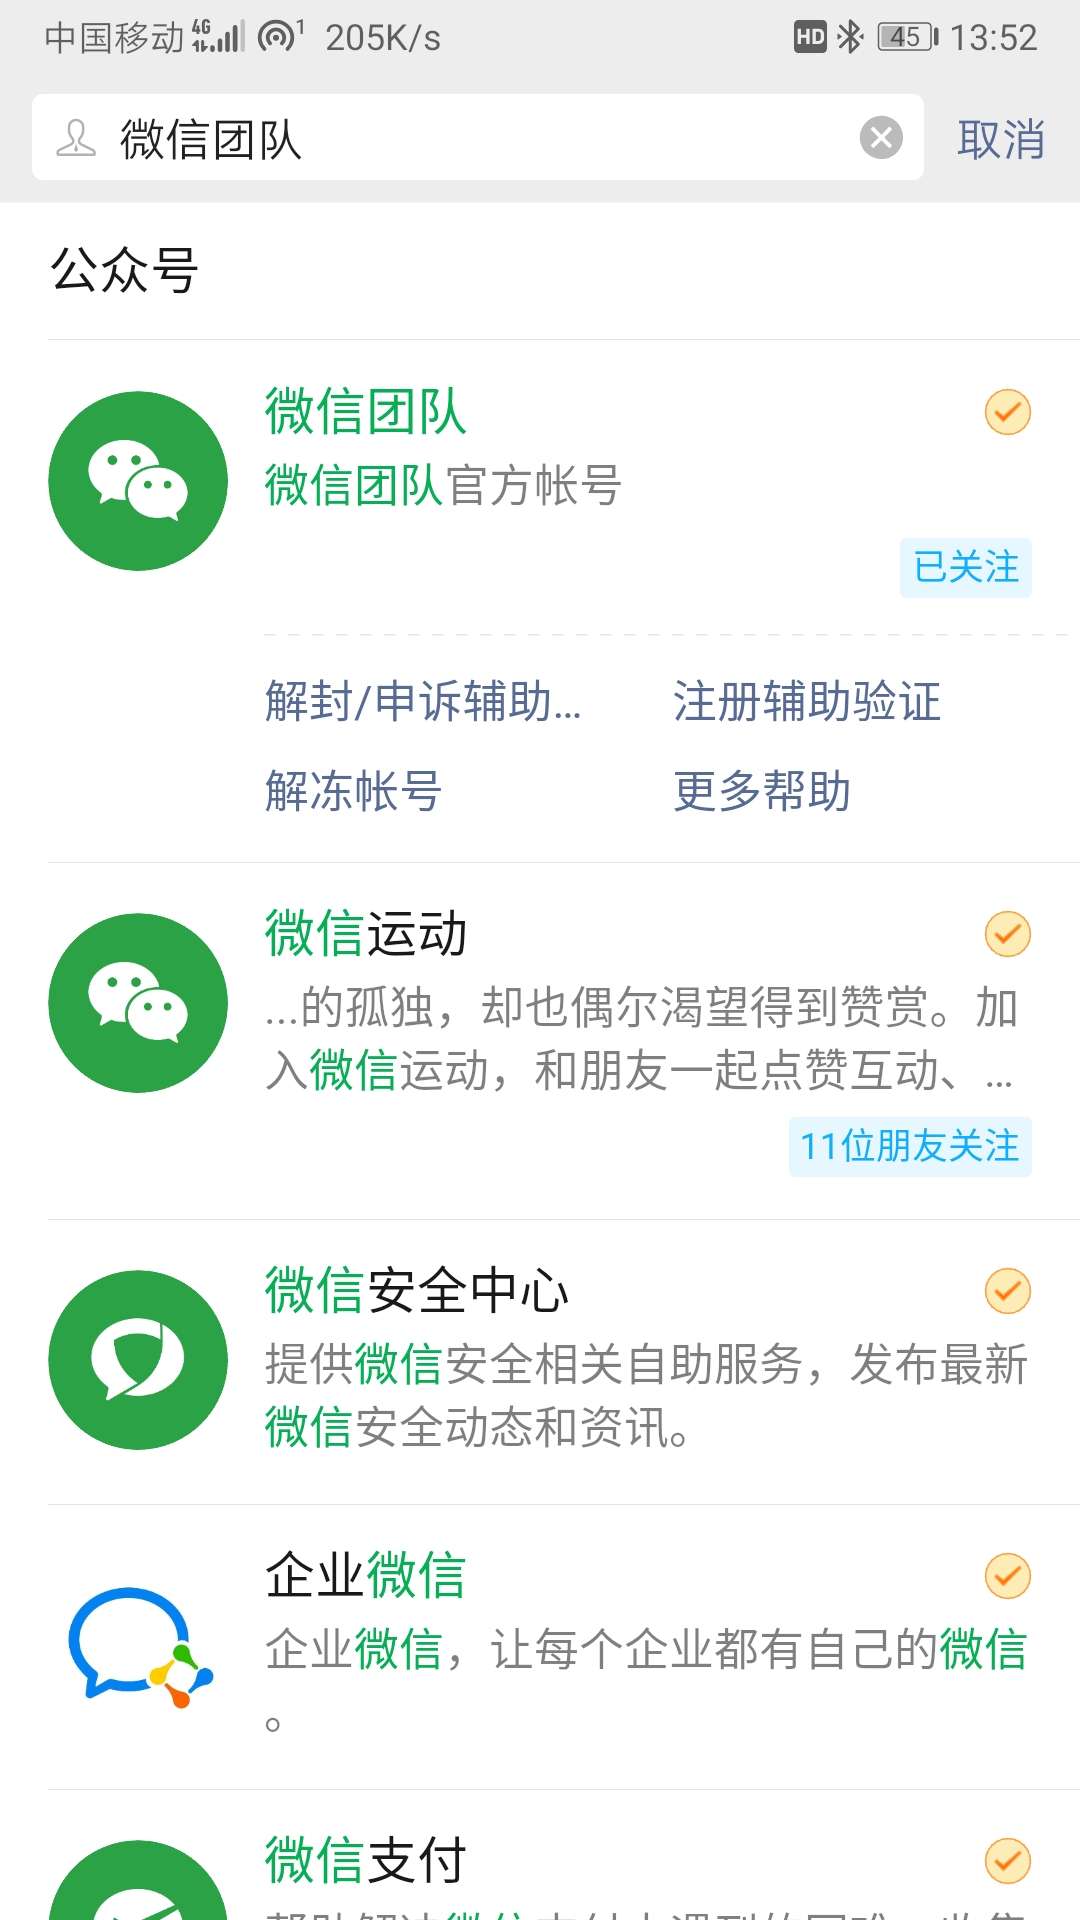 中国移动 4G 1 205K/s HD 45 13:52
微信团队 取消
公众号
微信团队
微信团队官方帐号
已关注
解封/申诉辅助... 注册辅助验证
解冻帐号 更多帮助
微信运动
...的孤独，却也偶尔渴望得到赞赏。加
入微信运动，和朋友一起点赞互动、...
11位朋友关注
微信安全中心
提供微信安全相关自助服务，发布最新
微信安全动态和资讯。
企业微信
企业微信，让每个企业都有自己的微信
。
微信支付